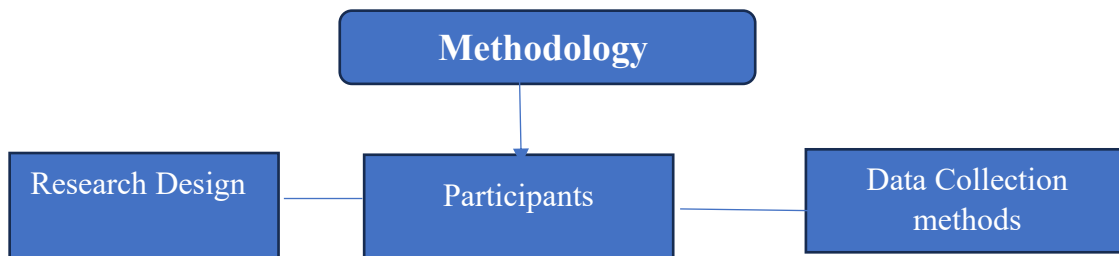 Methodology
Research Design
Participants
Data Collection
methods